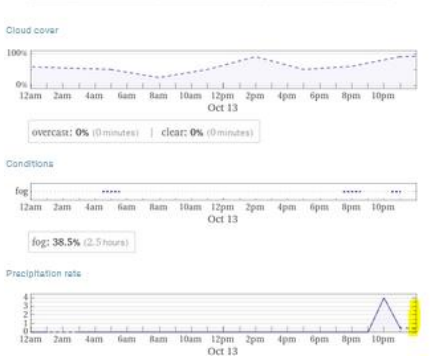 Cloud cover
100%
0%
12am 2am 4am 6am 8am 10am 12pm 2pm 4pm 6pm 8pm 10pm
Oct 13
overcast: 0% (0 minutes) | clear: 0% (0 minutes)
Conditions
fog
12am 2am 4am 6am 8am 10am 12pm 2pm 4pm 6pm 8pm 10pm
Oct 13
fog: 38.5% (2.5 hours)
Precipitation rate
4
3
2
1
0
12am 2am 4am 6am 8am 10am 12pm 2pm 4pm 6pm 8pm 10pm
Oct 13